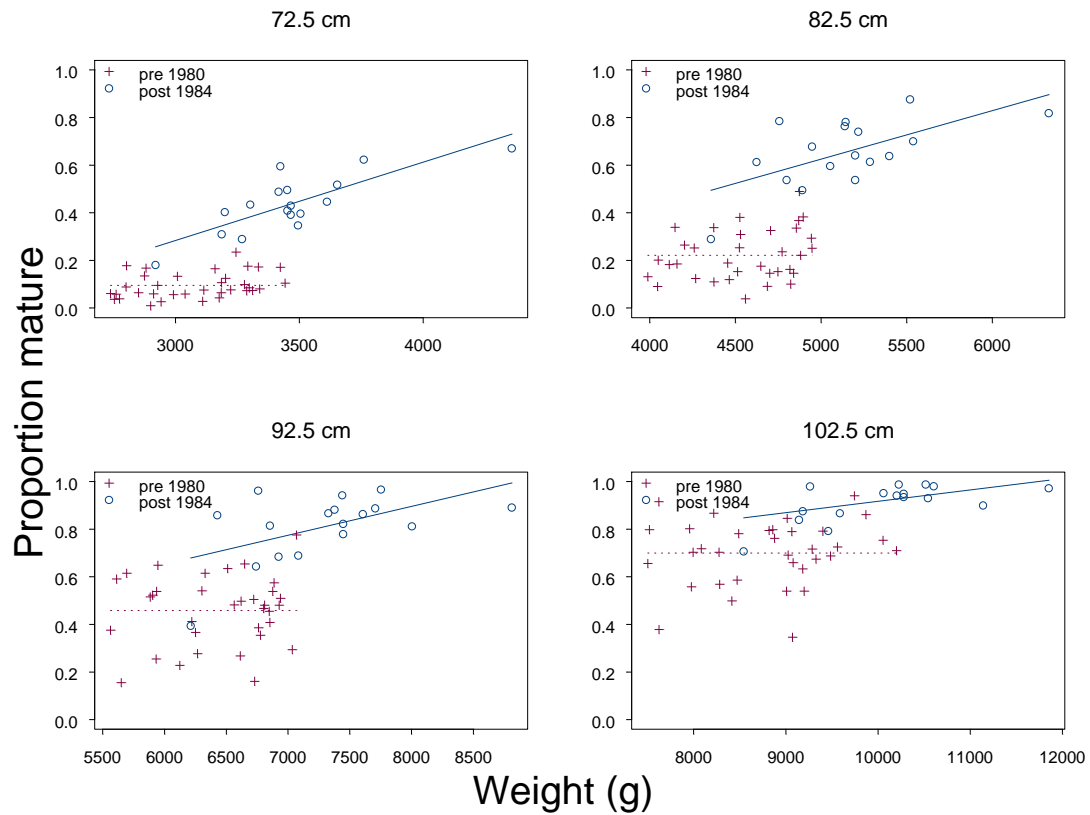 72.5 cm
1.0
0.8
0.6
0.4
0.2
0.0
+ pre 1980
o post 1984
3000 3500 4000
82.5 cm
1.0
0.8
0.6
0.4
0.2
0.0
+ pre 1980
o post 1984
4000 4500 5000 5500 6000
92.5 cm
1.0
0.8
0.6
0.4
0.2
0.0
+ pre 1980
o post 1984
5500 6000 6500 7000 7500 8000 8500
102.5 cm
1.0
0.8
0.6
0.4
0.2
0.0
+ pre 1980
o post 1984
8000 9000 10000 11000 12000
Proportion mature
Weight (g)